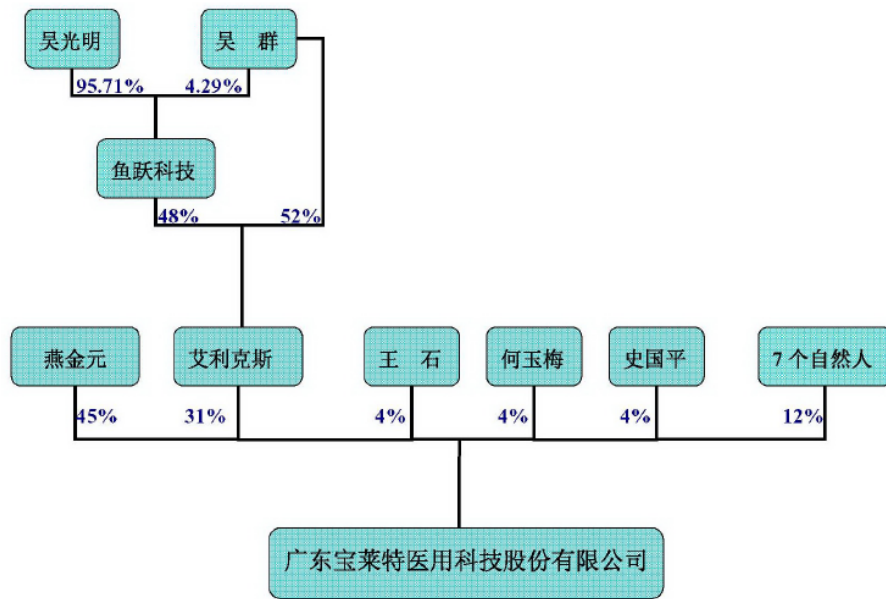 吴光明
吴 群
95.71%
4.29%
鱼跃科技
48%
52%
燕金元
艾利克斯
王 石
何玉梅
史国平
7 个自然人
45%
31%
4%
4%
4%
12%
广东宝莱特医用科技股份有限公司